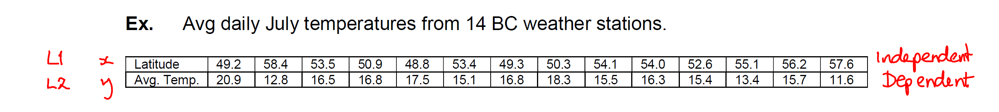 Ex. Avg daily July temperatures from 14 BC weather stations.
L1 x Latitude 49.2 58.4 53.5 50.9 48.8 53.4 49.3 50.3 54.1 54.0 52.6 55.1 56.2 57.6 Independent
L2 y Avg. Temp. 20.9 12.8 16.5 16.8 17.5 15.1 16.8 18.3 15.5 16.3 15.4 13.4 15.7 11.6 Dependent